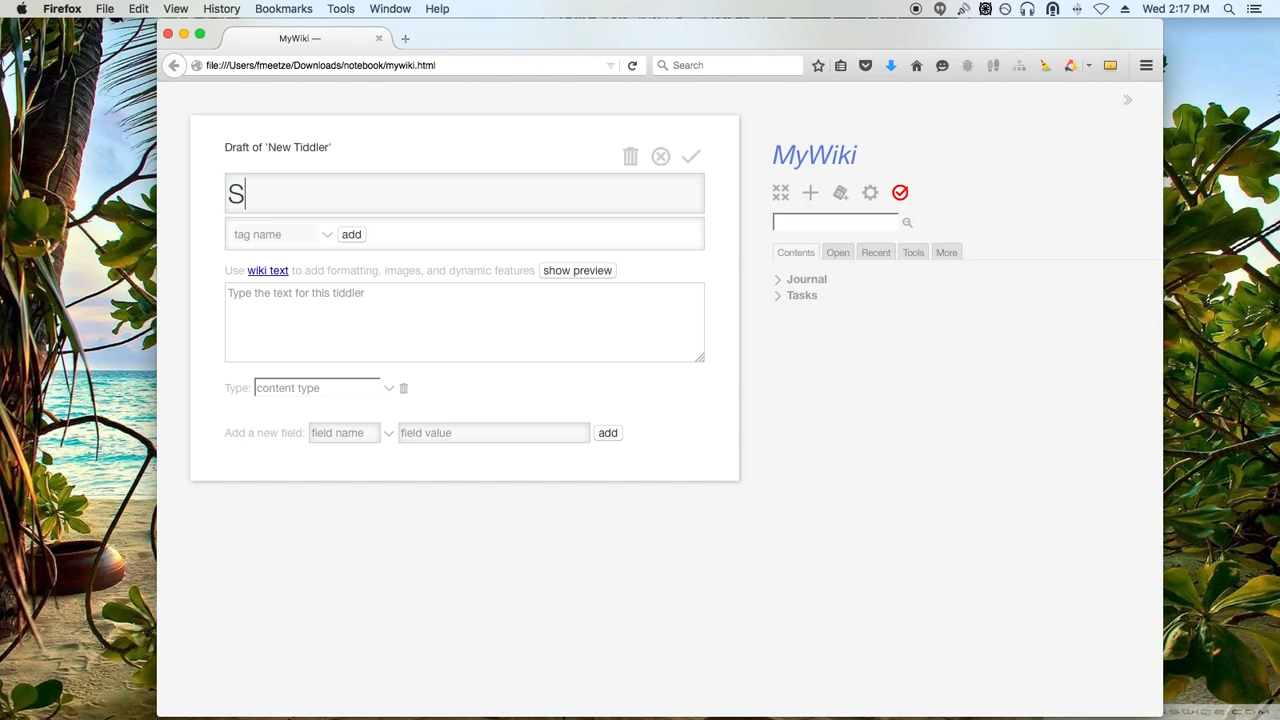 Firefox File Edit View History Bookmarks Tools Window Help Wed 2:17 PM
MyWiki —
file:///Users/fmeetze/Downloads/notebook/mywiki.html Search
Draft of 'New Tiddler'
S
tag name add
Use wiki text to add formatting, images, and dynamic features show preview
Type the text for this tiddler
Type: content type
Add a new field: field name field value add
MyWiki
Contents Open Recent Tools More
Journal
Tasks